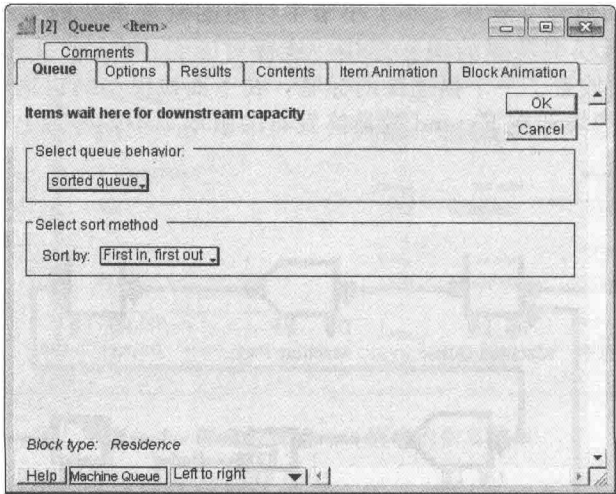 [2] Queue <Item>
Comments
Queue Options Results Contents Item Animation Block Animation
OK
Items wait here for downstream capacity
Cancel
Select queue behavior:
sorted queue
Select sort method
Sort by: First in, first out
Block type: Residence
Help Machine Queue Left to right